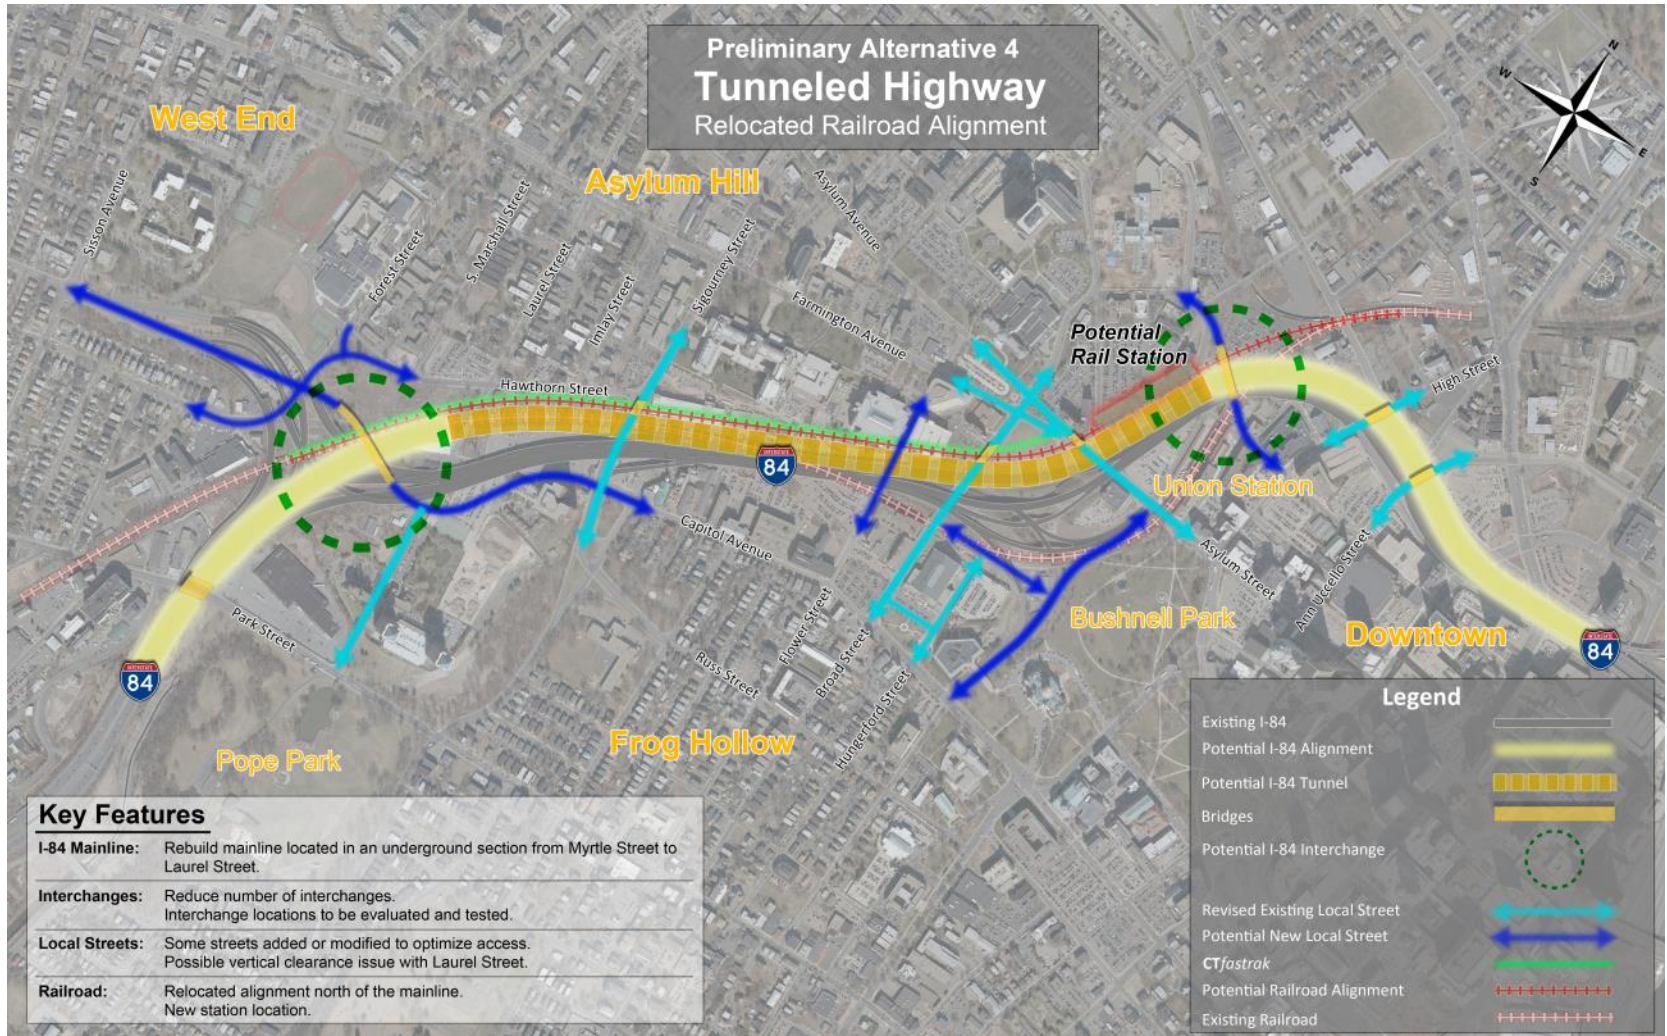 Preliminary Alternative 4
Tunneled Highway
Relocated Railroad Alignment
N
W
E
S
West End
Asylum Hill
Sisson Avenue
Forest Street
S. Marshall Street
Laurel Street
Imlay Street
Sigourney Street
Asylum Avenue
Farmington Avenue
Hawthorn Street
Potential
Rail Station
High Street
INTERSTATE
84
Union Station
Capitol Avenue
Asylum Street
Ann Uccello Street
Park Street
Flower Street
Broad Street
Hungerford Street
Russ Street
Bushnell Park
Downtown
INTERSTATE
84
INTERSTATE
84
Frog Hollow
Pope Park
Key Features
I-84 Mainline: Rebuild mainline located in an underground section from Myrtle Street to
Laurel Street.
Interchanges: Reduce number of interchanges.
Interchange locations to be evaluated and tested.
Local Streets: Some streets added or modified to optimize access.
Possible vertical clearance issue with Laurel Street.
Railroad: Relocated alignment north of the mainline.
New station location.
Legend
Existing I-84
Potential I-84 Alignment
Potential I-84 Tunnel
Bridges
Potential I-84 Interchange
Revised Existing Local Street
Potential New Local Street
CTfastrak
Potential Railroad Alignment
Existing Railroad